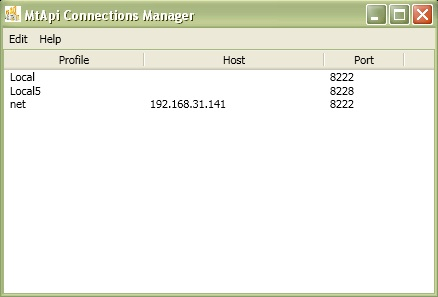 MtApi Connections Manager
Edit Help
Profile Host Port
Local 8222
Local5 8228
net 192.168.31.141 8222